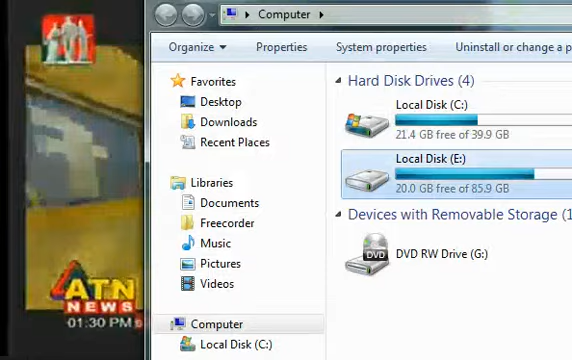 Computer
Organize
Properties
System properties
Uninstall or change a p
Favorites
Desktop
Downloads
Recent Places
Libraries
Documents
Freecorder
Music
Pictures
Videos
Computer
Local Disk (C:)
Hard Disk Drives (4)
Local Disk (C:)
21.4 GB free of 39.9 GB
Local Disk (E:)
20.0 GB free of 85.9 GB
Devices with Removable Storage (1
DVD
DVD RW Drive (G:)
ATN
NEWS
01:30 PM